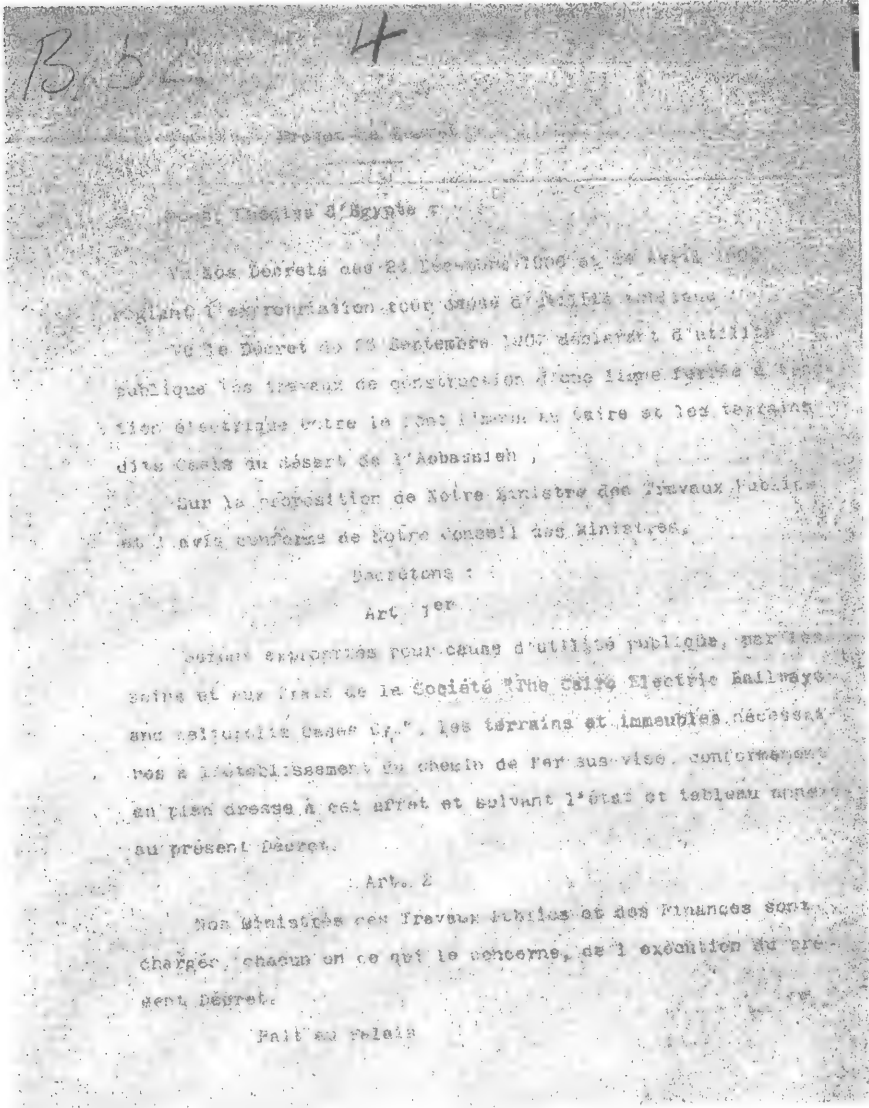 B, 52 4
Projet de Décret
Nous, Khédive d'Egypte :
Vu Nos Décrets des 24 Décembre 1906 et 24 Avril
réglant l'expropriation pour cause d'utilité publique
Vu le Décret du 23 Septembre 1907 déclarant d'utilité
publique les travaux de construction d'une ligne ferrée à trac-
tion électrique entre le Pont Limoun au Caire et les terrains
dits Oasis du désert de l'Abbassieh ,
Sur la proposition de Notre Ministre des Travaux Publics
et l'avis conforme de Notre Conseil des Ministres,
Décrétons :
Art 1er
Seront expropriés pour cause d'utilité publique, par les
soins et aux frais de la Société "The Cairo Electric Railways
and Heliopolis Oases Cy.", les terrains et immeubles nécessai-
res à l'établissement du chemin de fer sus visé, conformément
au plan dressé à cet effet et suivant l'état et tableau annexé
au présent Décret.
Art. 2
Nos Ministres des Travaux Publics et des Finances sont
chargés, chacun en ce qui le concerne, de l'exécution du pré-
sent Décret.
Fait au Palais